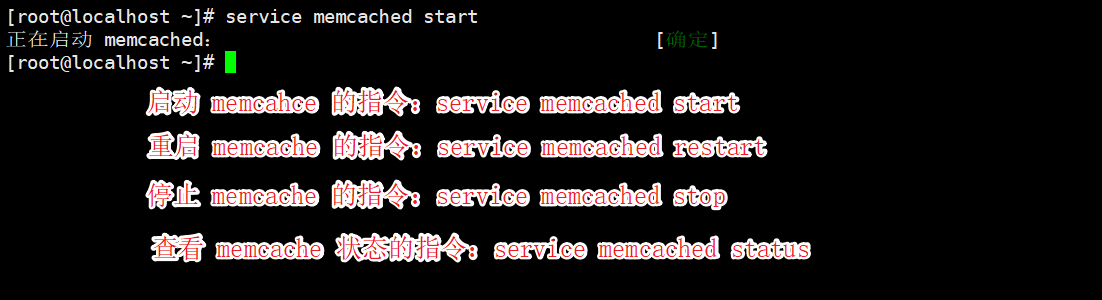 [root@localhost ~]# service memcached start
正在启动 memcached： [确定]
[root@localhost ~]#
启动 memcahce 的指令：service memcached start
重启 memcache 的指令：service memcached restart
停止 memcache 的指令：service memcached stop
查看 memcache 状态的指令：service memcached status